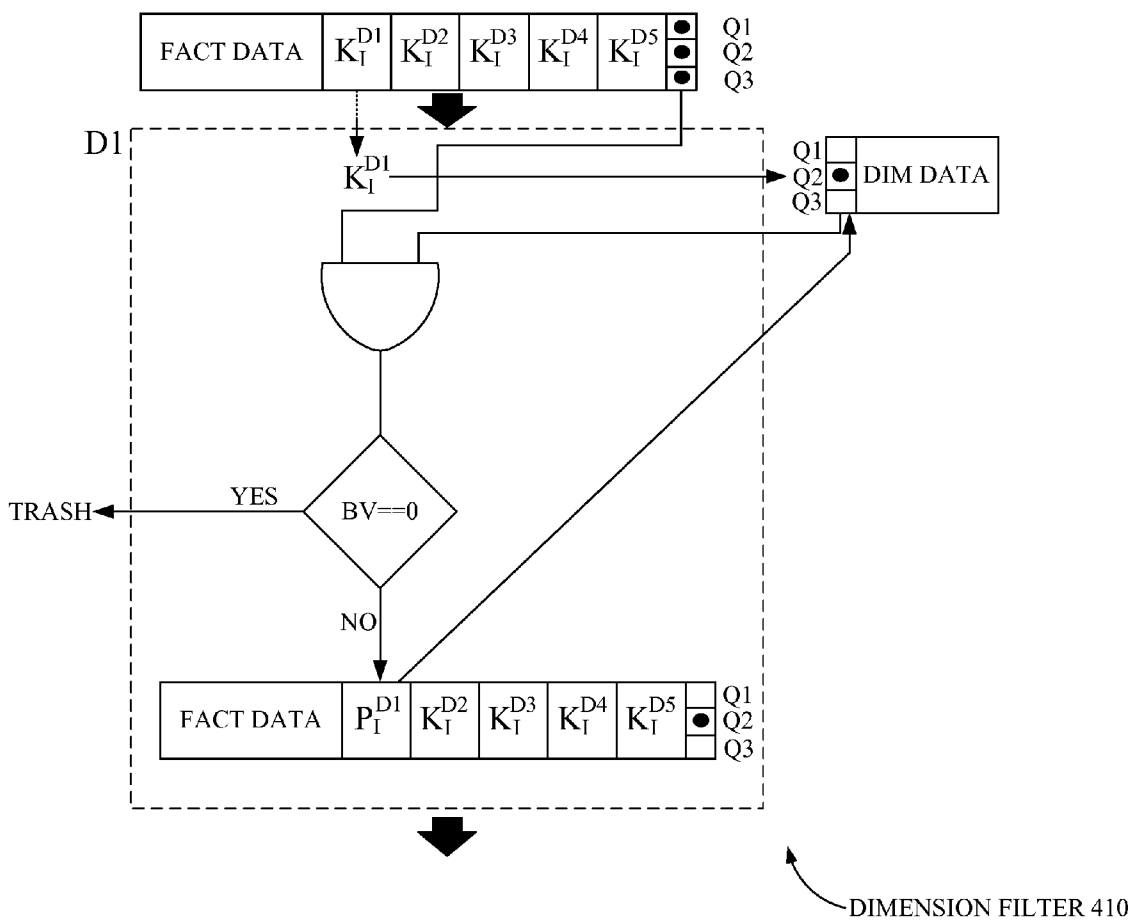 FACT DATA K_I^D1 K_I^D2 K_I^D3 K_I^D4 K_I^D5
Q1
Q2
Q3
D1
K_I^D1
Q1
Q2
Q3
DIM DATA
BV==0
YES
TRASH
NO
FACT DATA P_I^D1 K_I^D2 K_I^D3 K_I^D4 K_I^D5
Q1
Q2
Q3
DIMENSION FILTER 410